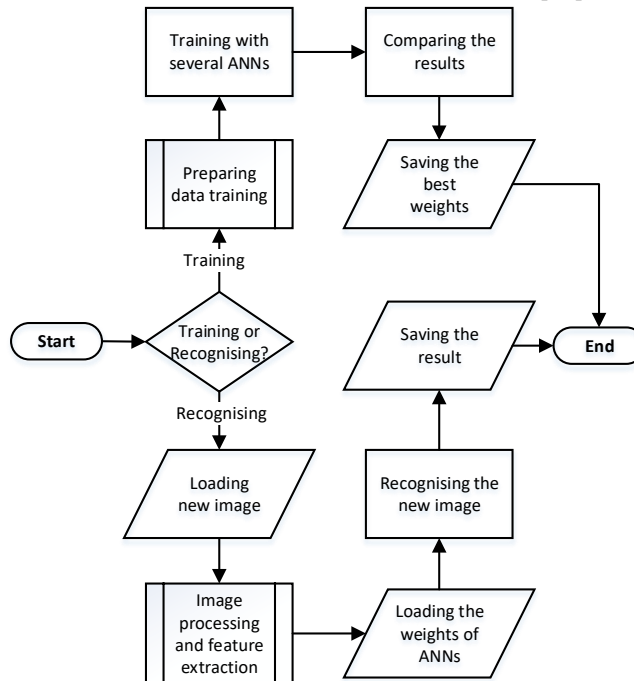 Training with
several ANNs
Comparing the
results
Preparing
data training
Saving the
best
weights
Training
Start
Training or
Recognising?
Saving the
result
End
Recognising
Loading
new image
Recognising the
new image
Image
processing
and feature
extraction
Loading the
weights of
ANNs